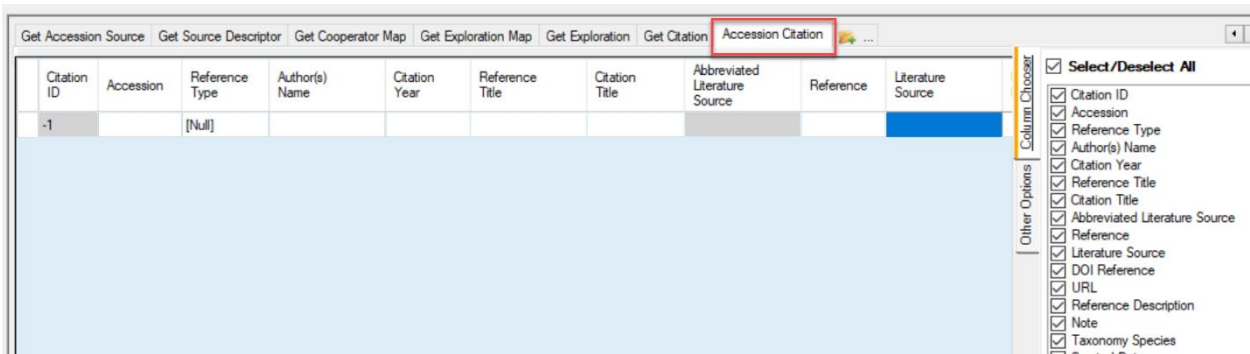 Get Accession Source Get Source Descriptor Get Cooperator Map Get Exploration Map Get Exploration Get Citation Accession Citation ...
Citation ID Accession Reference Type Author(s) Name Citation Year Reference Title Citation Title Abbreviated Literature Source Reference Literature Source
-1 [Null]
Column Chooser
Other Options
Select/Deselect All
Citation ID
Accession
Reference Type
Author(s) Name
Citation Year
Reference Title
Citation Title
Abbreviated Literature Source
Reference
Literature Source
DOI Reference
URL
Reference Description
Note
Taxonomy Species